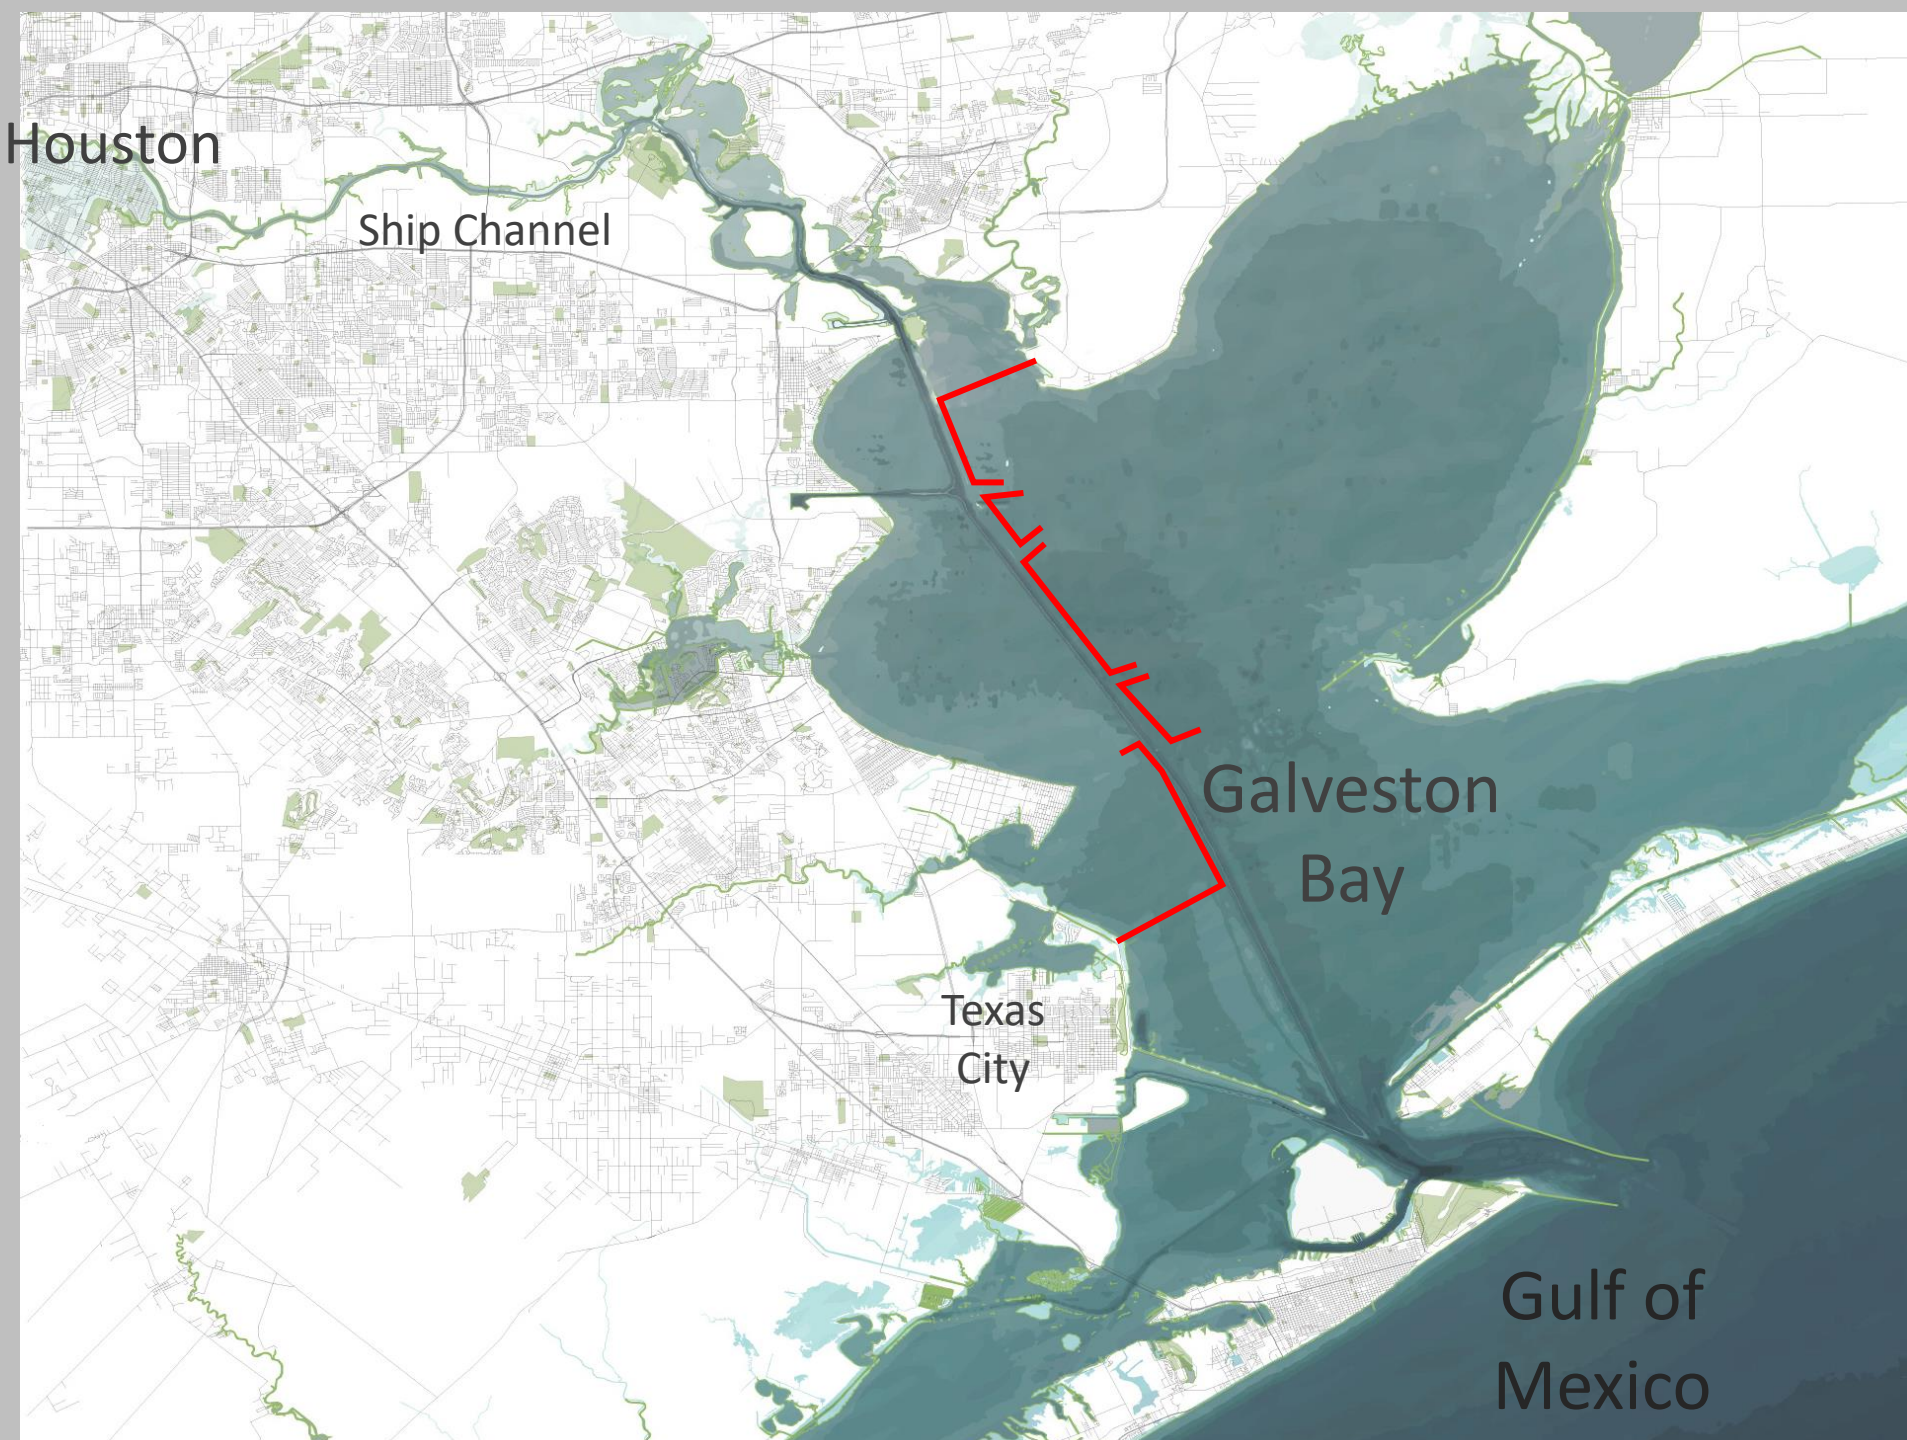 Houston
Ship Channel
Galveston
Bay
Texas
City
Gulf of
Mexico